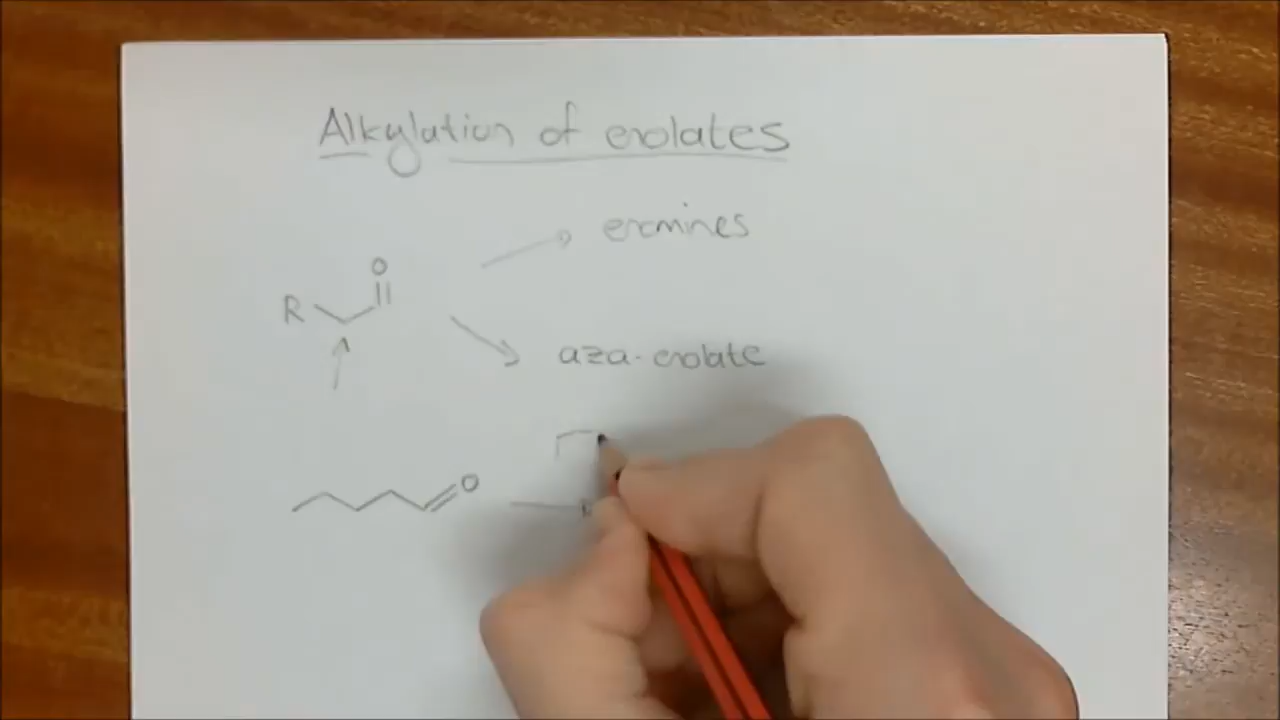 Alkylation of enolates
enamines
O
R
aza-enolate
O